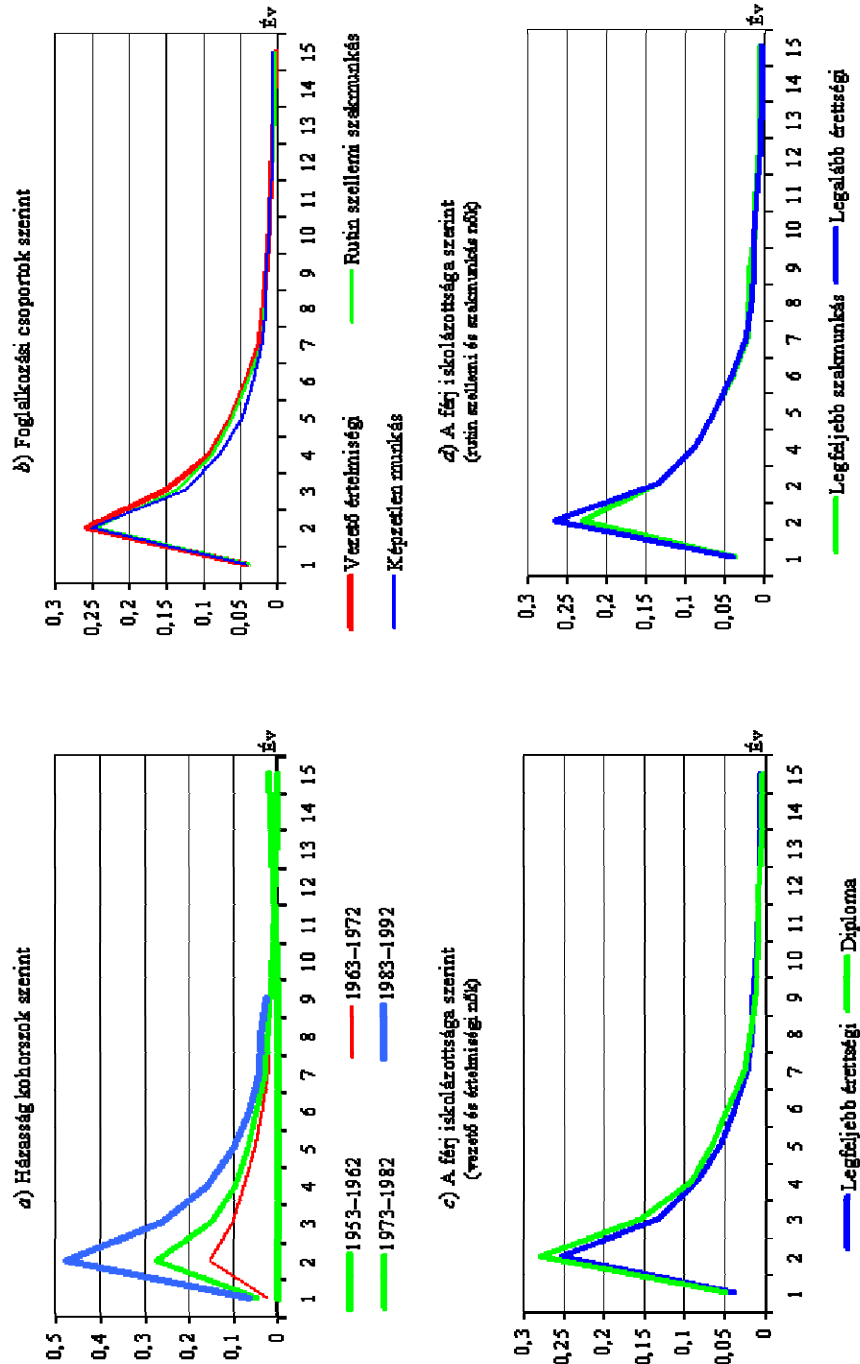 a) Házasság kohorszok szerint
0,5
0,4
0,3
0,2
0,1
0
1 2 3 4 5 6 7 8 9 10 11 12 13 14 15
Év
1953–1962 1963–1972
1973–1982 1983–1992
b) Foglalkozási csoportok szerint
0,3
0,25
0,2
0,15
0,1
0,05
0
1 2 3 4 5 6 7 8 9 10 11 12 13 14 15
Év
Vezető értelmiségi Rutin szellemi szakmunkás
Képzetlen munkás
c) A férj iskolázottsága szerint
(vezető és értelmiségi nők)
0,3
0,25
0,2
0,15
0,1
0,05
0
1 2 3 4 5 6 7 8 9 10 11 12 13 14 15
Év
Legfeljebb érettségi Diploma
d) A férj iskolázottsága szerint
(rutin szellemi és szakmunkás nők)
0,3
0,25
0,2
0,15
0,1
0,05
0
1 2 2 4 5 6 7 8 9 10 11 12 13 14 15
Év
Legfeljebb szakmunkás Legalább érettségi